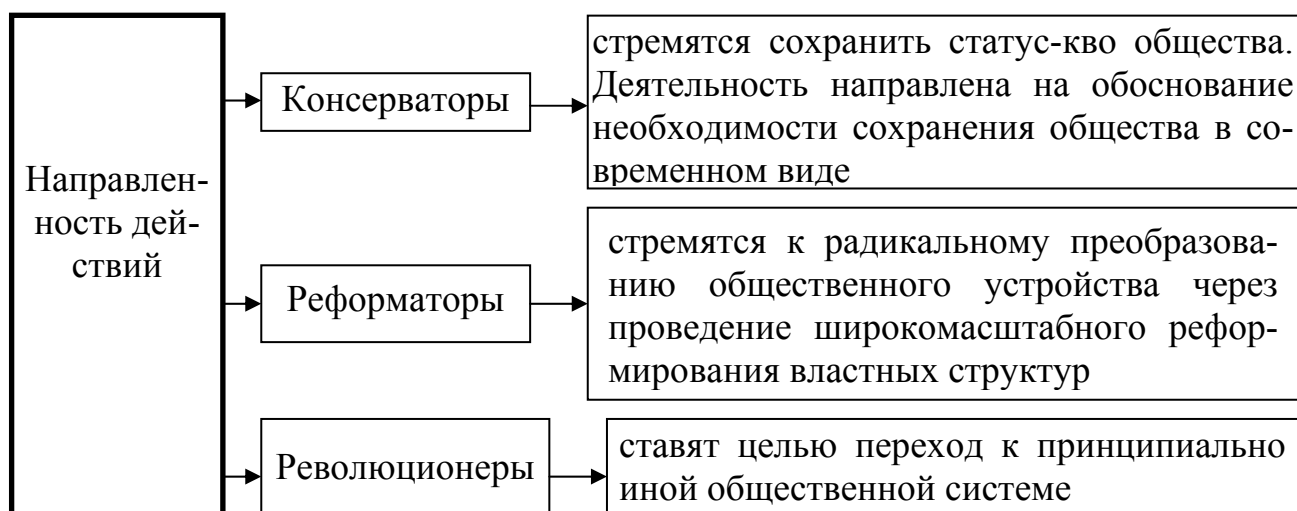 Направлен-
ность дей-
ствий
Консерваторы
стремятся сохранить статус-кво общества.
Деятельность направлена на обоснование
необходимости сохранения общества в со-
временном виде
Реформаторы
стремятся к радикальному преобразова-
нию общественного устройства через
проведение широкомасштабного рефор-
мирования властных структур
Революционеры
ставят целью переход к принципиально
иной общественной системе